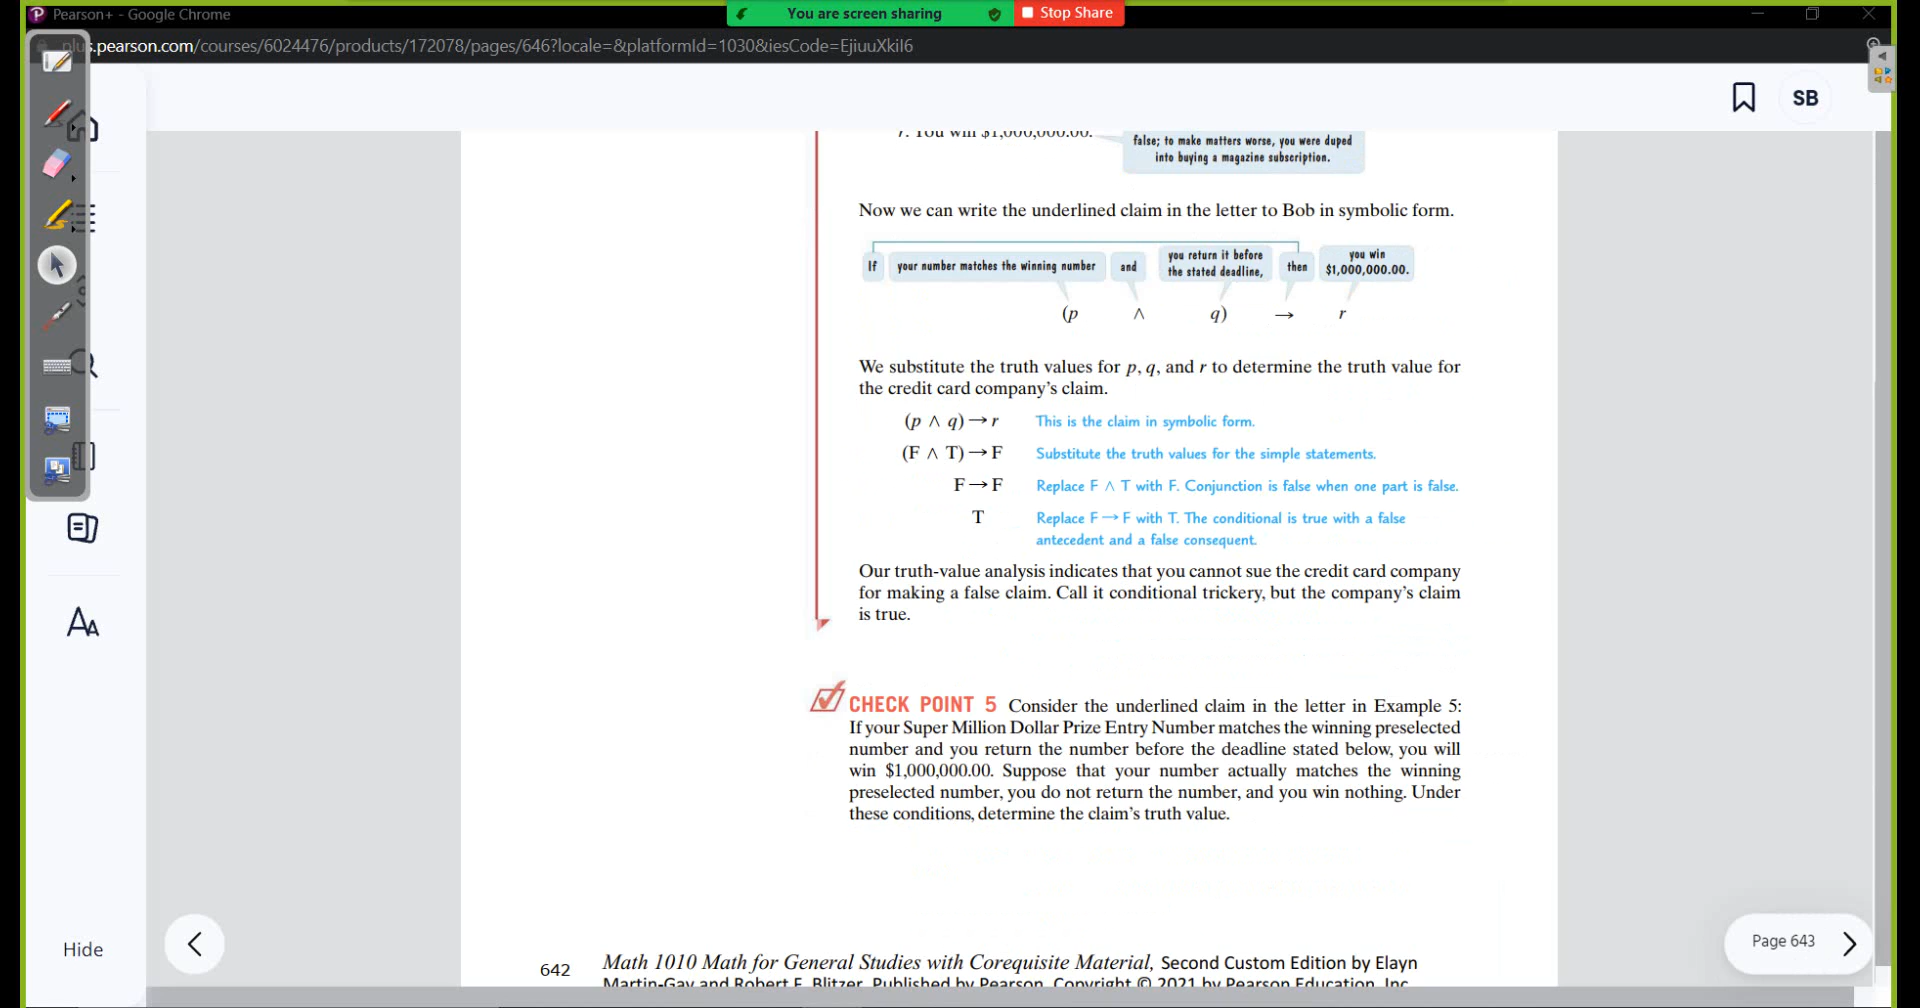 Pearson+ - Google Chrome
You are screen sharing
Stop Share
plus.pearson.com/courses/6024476/products/172078/pages/646?locale=&platformId=1030&iesCode=EjiuuXkiI6
SB
r: You win $1,000,000.00.
false; to make matters worse, you were duped
into buying a magazine subscription.
Now we can write the underlined claim in the letter to Bob in symbolic form.
If your number matches the winning number and you return it before the stated deadline, then you win $1,000,000.00.
(p ∧ q) → r
We substitute the truth values for p, q, and r to determine the truth value for
the credit card company's claim.
(p ∧ q) → r This is the claim in symbolic form.
(F ∧ T) → F Substitute the truth values for the simple statements.
F → F Replace F ∧ T with F. Conjunction is false when one part is false.
T Replace F → F with T. The conditional is true with a false
antecedent and a false consequent.
Our truth-value analysis indicates that you cannot sue the credit card company
for making a false claim. Call it conditional trickery, but the company's claim
is true.
CHECK POINT 5 Consider the underlined claim in the letter in Example 5:
If your Super Million Dollar Prize Entry Number matches the winning preselected
number and you return the number before the deadline stated below, you will
win $1,000,000.00. Suppose that your number actually matches the winning
preselected number, you do not return the number, and you win nothing. Under
these conditions, determine the claim's truth value.
Hide
Page 643
642 Math 1010 Math for General Studies with Corequisite Material, Second Custom Edition by Elayn
Martin-Gay and Robert F. Blitzer. Published by Pearson. Copyright © 2021 by Pearson Education, Inc.